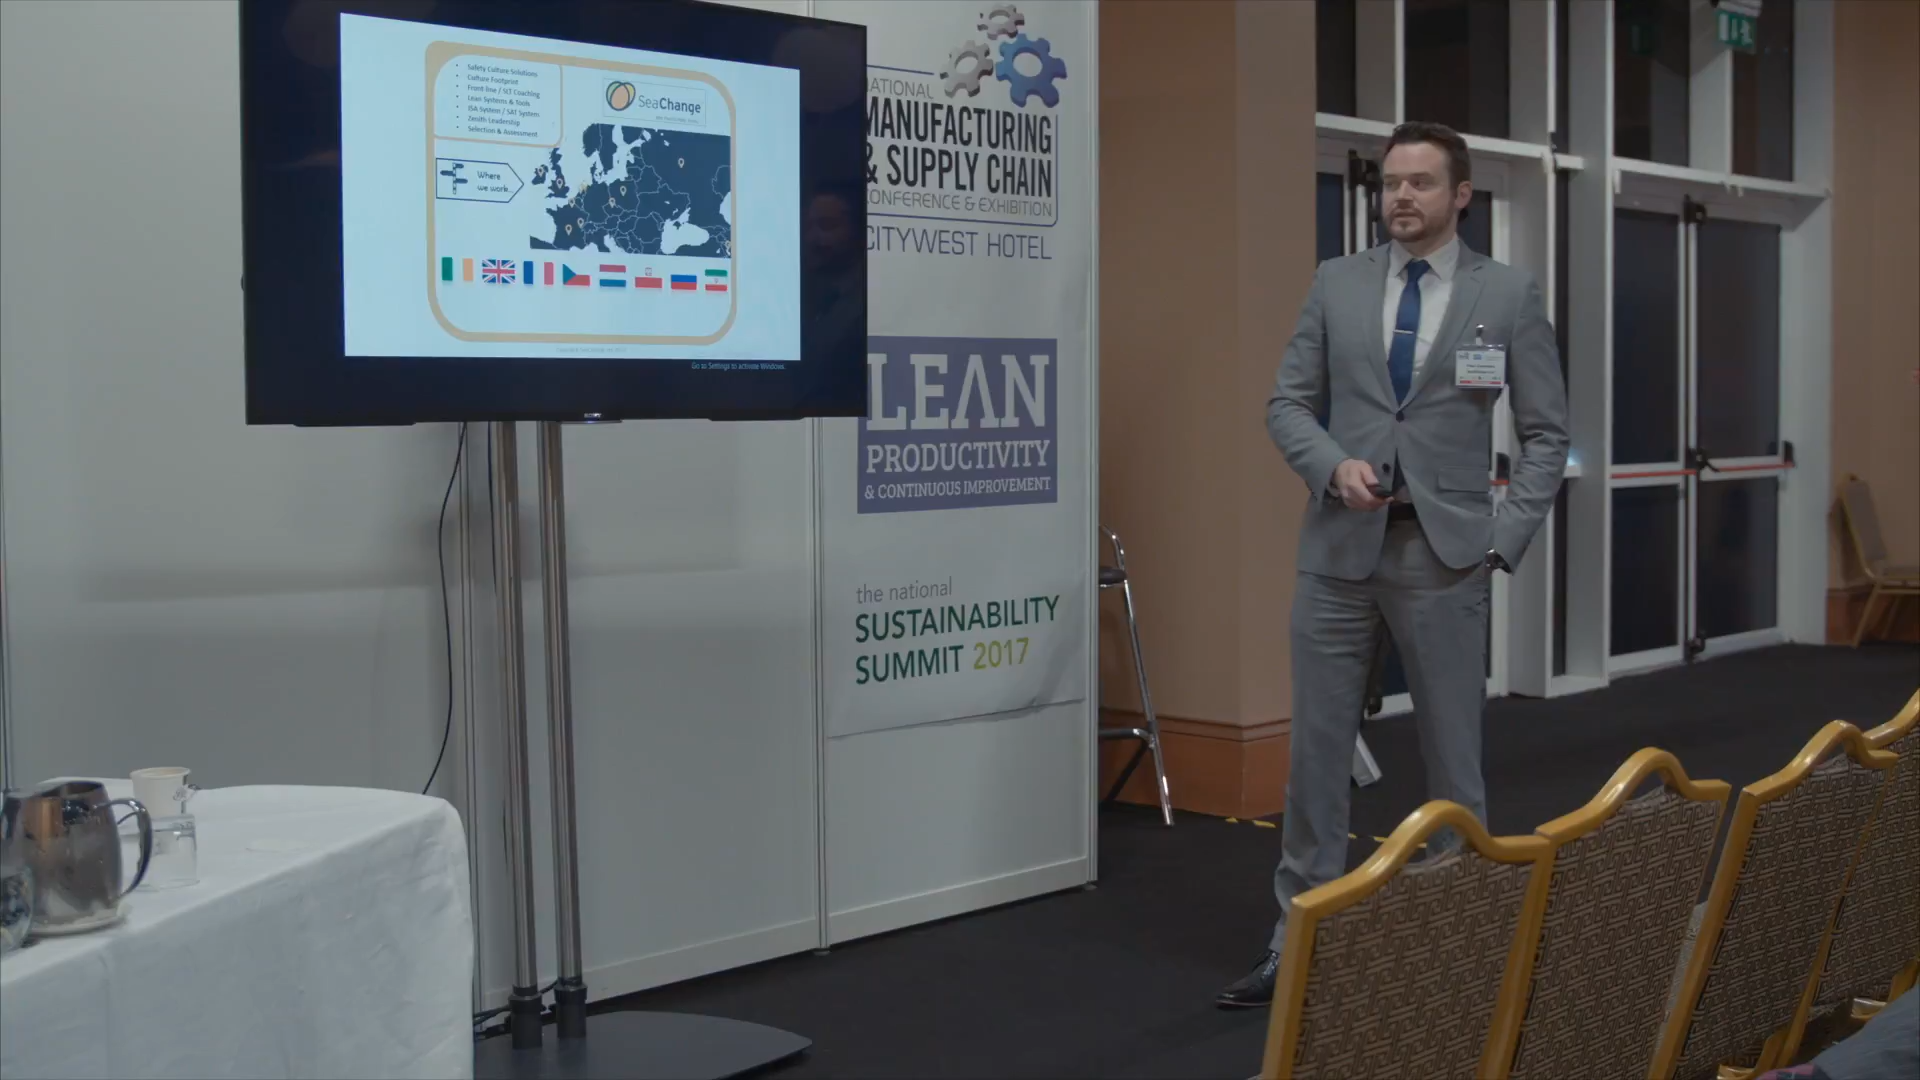 Safety Culture Solutions
Culture Footprint
Front line / SLT Coaching
Lean Systems & Tools
ISA System / SAT System
Zenith Leadership
Selection & Assessment
SeaChange
Where
we work...
Go to Settings to activate Windows.
NATIONAL
MANUFACTURING
& SUPPLY CHAIN
CONFERENCE & EXHIBITION
CITYWEST HOTEL
LEAN
PRODUCTIVITY
& CONTINUOUS IMPROVEMENT
the national
SUSTAINABILITY
SUMMIT 2017